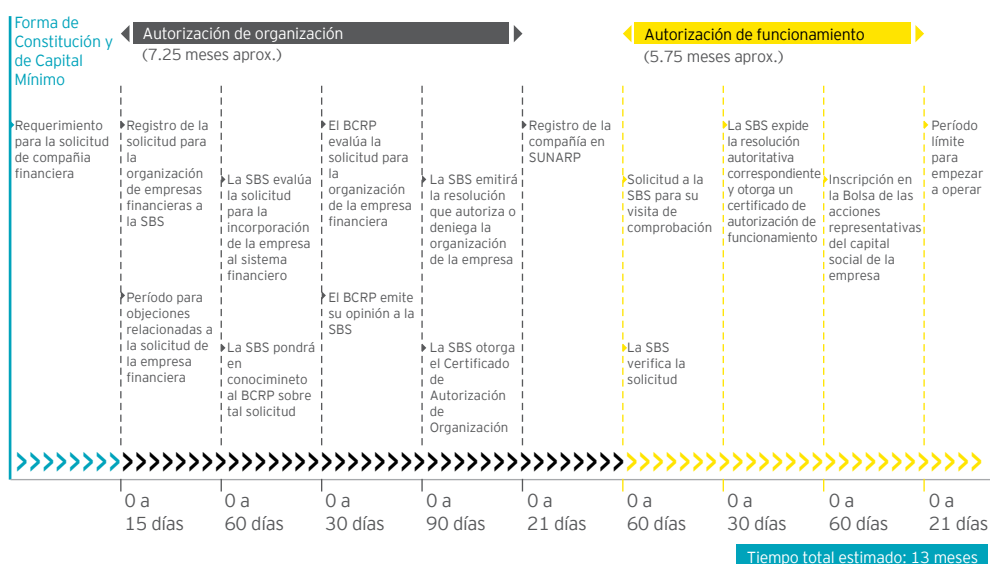 Forma de
Constitución y
de Capital
Mínimo
Autorización de organización
(7.25 meses aprox.)
Autorización de funcionamiento
(5.75 meses aprox.)
Requerimiento
para la solicitud
de compañia
financiera
Registro de la
solicitud para
la
organización
de empresas
financieras a
la SBS
Período para
objeciones
relacionadas a
la solicitud de
la empresa
financiera
La SBS evalúa
la solicitud
para la
incorporación
de la empresa
al sistema
financiero
La SBS pondrá
en
conocimineto
al BCRP sobre
tal solicitud
El BCRP
evalúa la
solicitud para
la
organización
de la empresa
financiera
El BCRP emite
su opinión a la
SBS
La SBS emitirá
la resolución
que autoriza o
deniega la
organización
de la empresa
La SBS otorga
el Certificado
de
Autorización
de
Organización
Registro de la
compañía en
SUNARP
Solicitud a la
SBS para su
visita de
comprobación
La SBS
verifica la
solicitud
La SBS expide
la resolución
autoritativa
correspondiente
y otorga un
certificado de
autorización de
funcionamiento
Inscripción en
la Bolsa de las
acciones
representativas
del capital
social de la
empresa
Período
límite
para
empezar
a operar
0 a
15 días
0 a
60 días
0 a
30 días
0 a
90 días
0 a
21 días
0 a
60 días
0 a
30 días
0 a
60 días
0 a
21 días
Tiempo total estimado: 13 meses